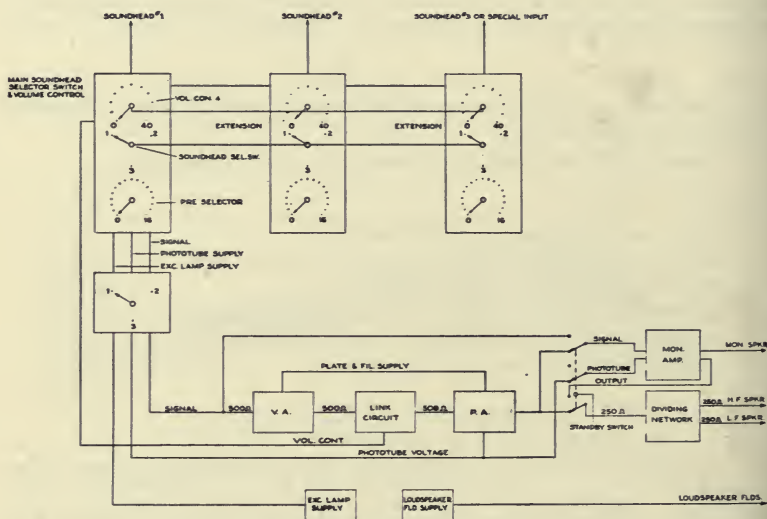 SOUNDHEAD #1
SOUNDHEAD #2
SOUNDHEAD #3 OR SPECIAL INPUT
MAIN SOUNDHEAD
SELECTOR SWITCH
& VOLUME CONTROL
VOL. CON. 4
0 40
0 40
0 40
EXTENSION
EXTENSION
1 2
1 2
1 2
SOUNDHEAD SEL. SW.
3
3
3
PRE SELECTOR
0 16
0 16
0 16
SIGNAL
PHOTOTUBE SUPPLY
EXC. LAMP SUPPLY
1 2
3
SIGNAL
MON. AMP.
MON. SPKR
PLATE & FIL. SUPPLY
PHOTOTUBE
OUTPUT
SIGNAL
500Ω
V. A.
500Ω
LINK
CIRCUIT
500Ω
P. A.
250 Ω
STANDBY SWITCH
DIVIDING
NETWORK
250Ω H.F. SPKR.
250Ω L.F. SPKR.
VOL. CONT.
PHOTOTUBE VOLTAGE
EXC. LAMP
SUPPLY
LOUDSPEAKER
FLD SUPPLY
LOUDSPEAKER FLDS.